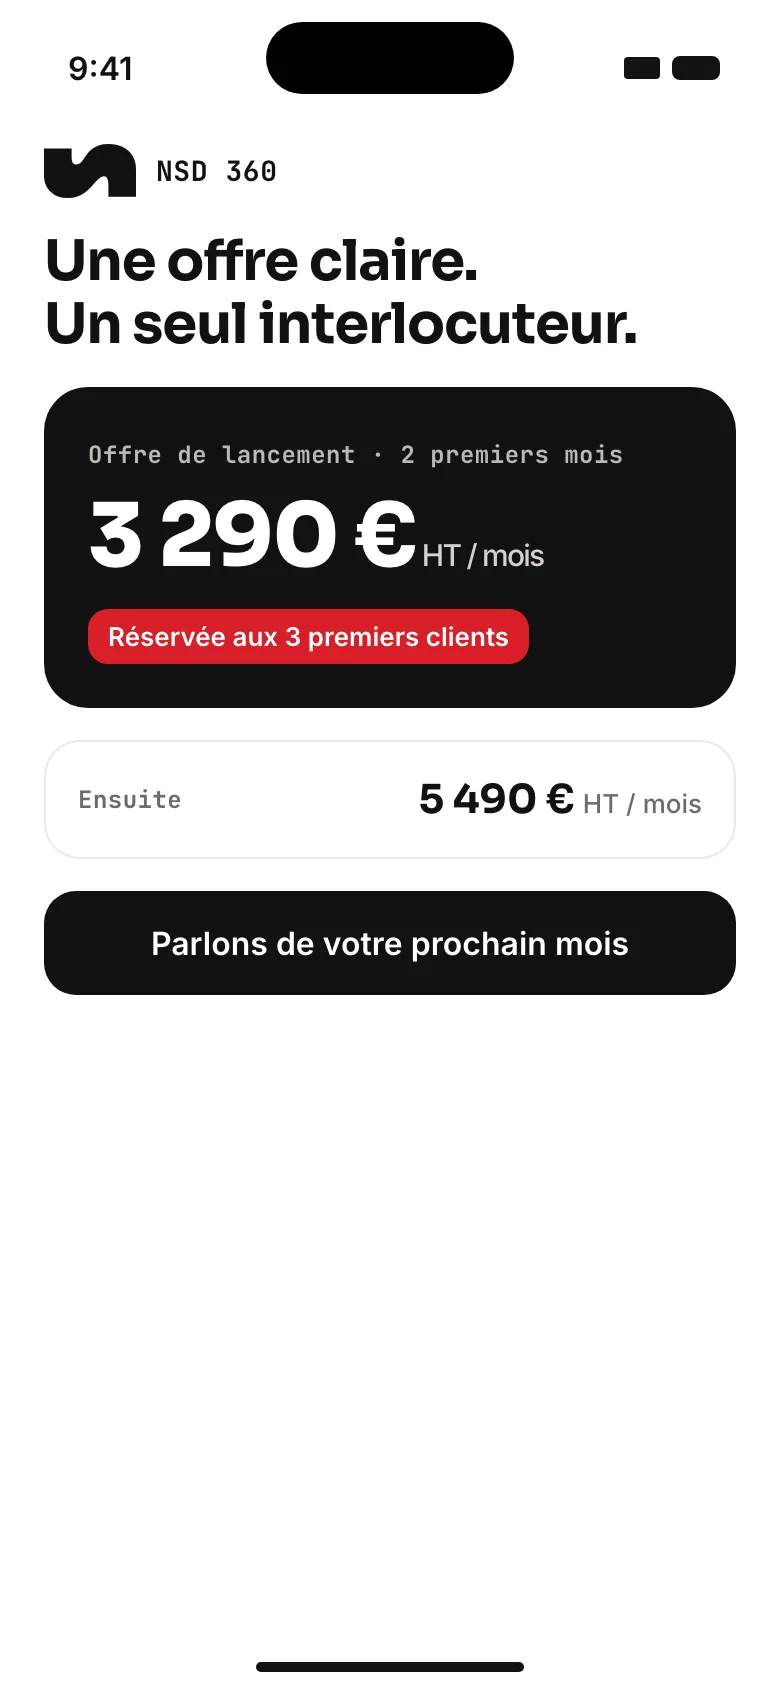 9:41
NSD 360
Une offre claire.
Un seul interlocuteur.
Offre de lancement · 2 premiers mois
3 290 € HT / mois
Réservée aux 3 premiers clients
Ensuite 5 490 € HT / mois
Parlons de votre prochain mois